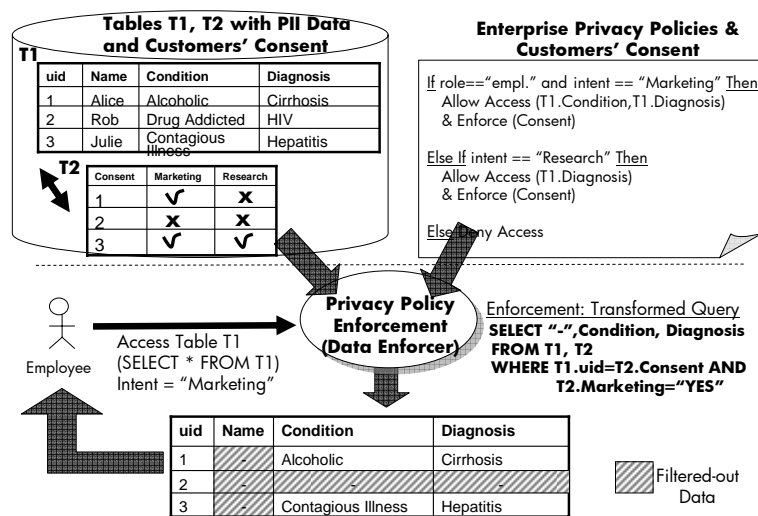 Tables T1, T2 with PII Data
and Customers' Consent
T1
uid Name Condition Diagnosis
1 Alice Alcoholic Cirrhosis
2 Rob Drug Addicted HIV
3 Julie Contagious Illness Hepatitis
T2
Consent Marketing Research
1 √ x
2 x x
3 √ √
Enterprise Privacy Policies &
Customers' Consent
If role=="empl." and intent == "Marketing" Then
Allow Access (T1.Condition,T1.Diagnosis)
& Enforce (Consent)
Else If intent == "Research" Then
Allow Access (T1.Diagnosis)
& Enforce (Consent)
Else Deny Access
Employee
Access Table T1
(SELECT * FROM T1)
Intent = "Marketing"
Privacy Policy
Enforcement
(Data Enforcer)
Enforcement: Transformed Query
SELECT "-",Condition, Diagnosis
FROM T1, T2
WHERE T1.uid=T2.Consent AND
T2.Marketing="YES"
uid Name Condition Diagnosis
1 - Alcoholic Cirrhosis
2 - - -
3 - Contagious Illness Hepatitis
Filtered-out
Data